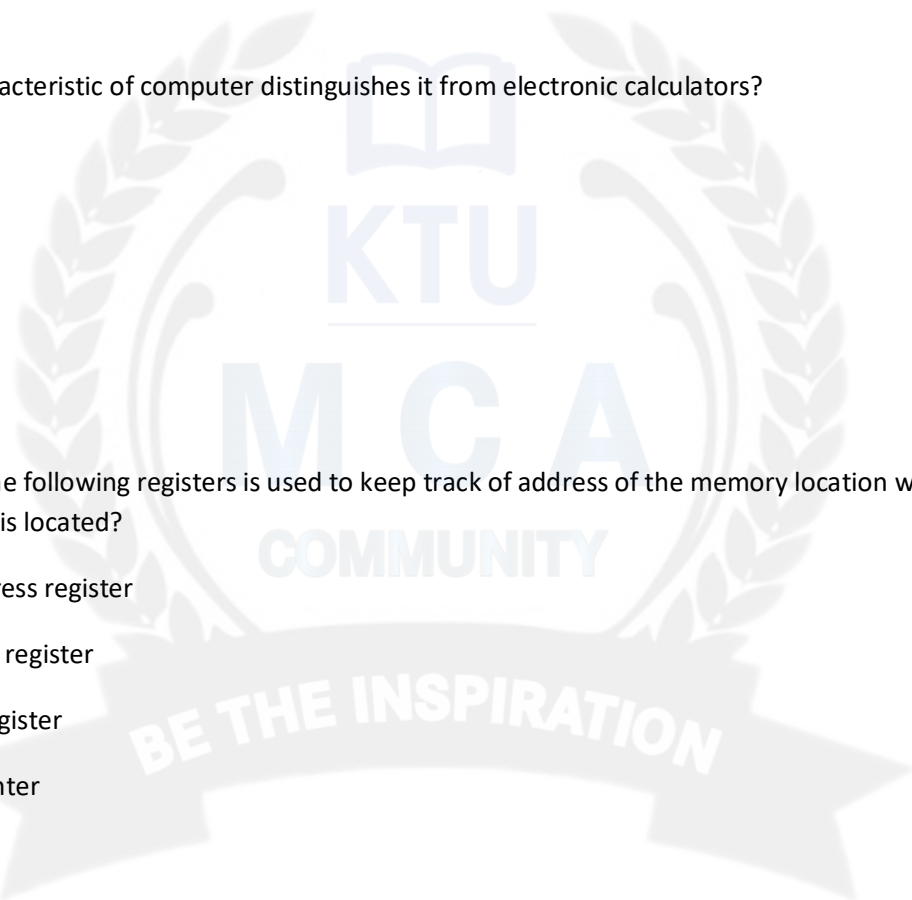 acteristic of computer distinguishes it from electronic calculators?
KTU
M C A
ne following registers is used to keep track of address of the memory location w
is located?
COMMUNITY
ess register
register
gister
BE THE INSPIRATION
nter